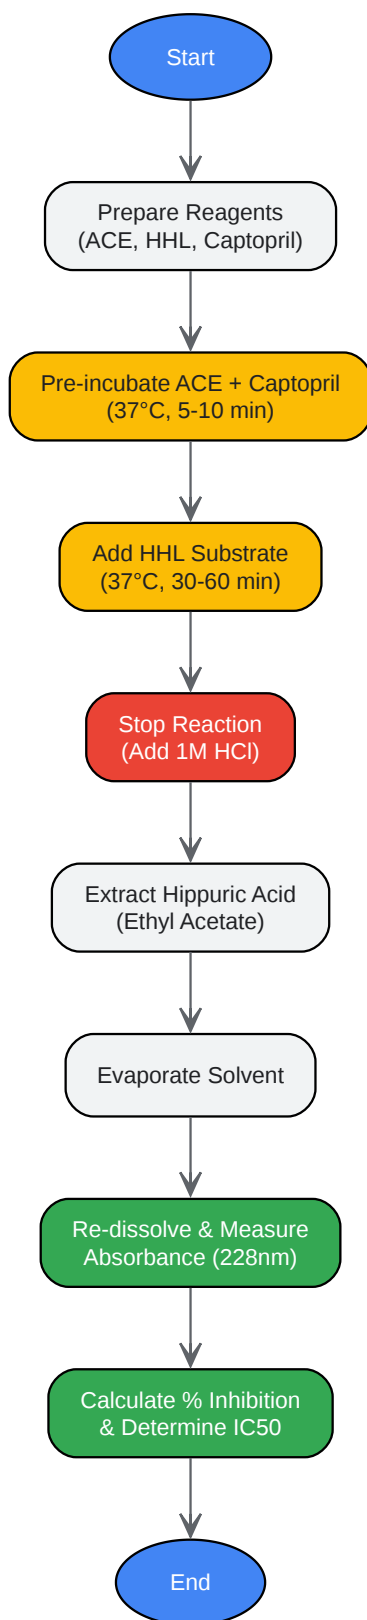 Start
Prepare Reagents
(ACE, HHL, Captopril)
Pre-incubate ACE + Captopril
(37°C, 5-10 min)
Add HHL Substrate
(37°C, 30-60 min)
Stop Reaction
(Add 1M HCl)
Extract Hippuric Acid
(Ethyl Acetate)
Evaporate Solvent
Re-dissolve & Measure
Absorbance (228nm)
Calculate % Inhibition
& Determine IC50
End